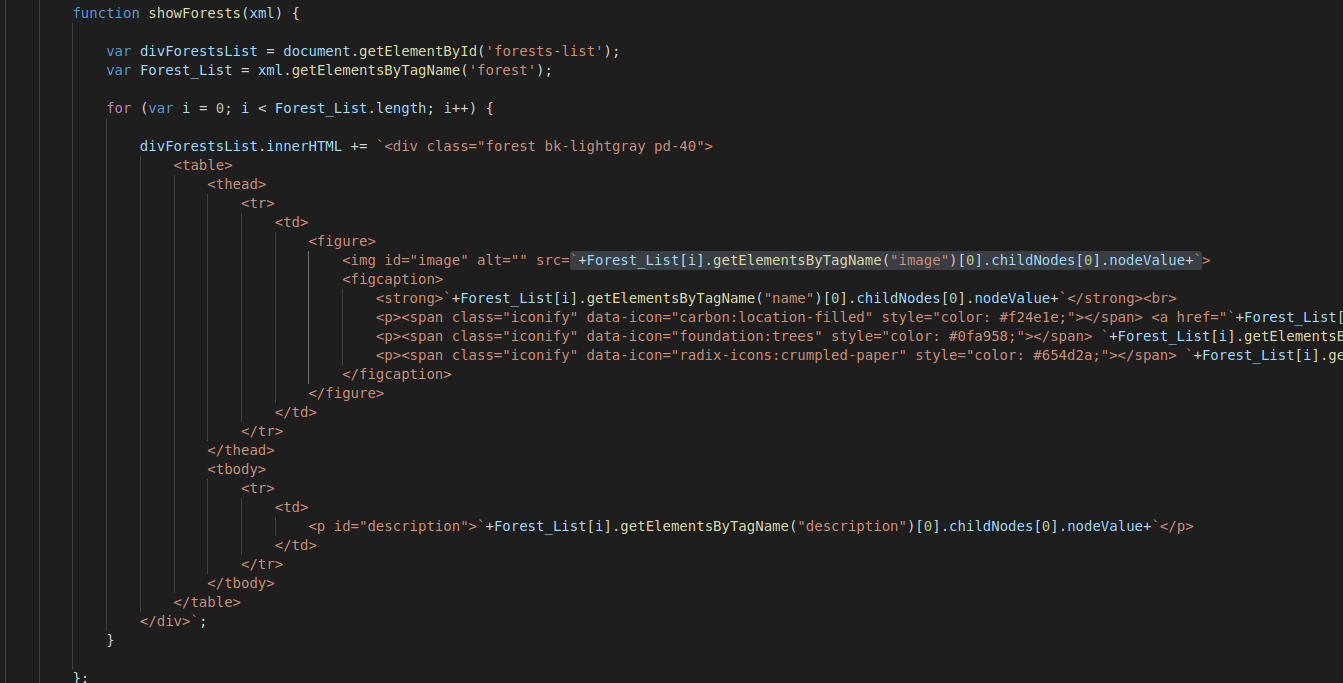 function showForests(xml) {
var divForestsList = document.getElementById('forests-list');
var Forest_List = xml.getElementsByTagName('forest');
for (var i = 0; i < Forest_List.length; i++) {
divForestsList.innerHTML += `<div class="forest bk-lightgray pd-40">
<table>
<thead>
<tr>
<td>
<figure>
<img id="image" alt="" src=`+Forest_List[i].getElementsByTagName("image")[0].childNodes[0].nodeValue+`>
<figcaption>
<strong>`+Forest_List[i].getElementsByTagName("name")[0].childNodes[0].nodeValue+`</strong><br>
<p><span class="iconify" data-icon="carbon:location-filled" style="color: #f24e1e;"></span> <a href="`+Forest_List[
<p><span class="iconify" data-icon="foundation:trees" style="color: #0fa958;"></span> `+Forest_List[i].getElementsB
<p><span class="iconify" data-icon="radix-icons:crumpled-paper" style="color: #654d2a;"></span> `+Forest_List[i].ge
</figcaption>
</figure>
</td>
</tr>
</thead>
<tbody>
<tr>
<td>
<p id="description">`+Forest_List[i].getElementsByTagName("description")[0].childNodes[0].nodeValue+`</p>
</td>
</tr>
</tbody>
</table>
</div>`;
}
};